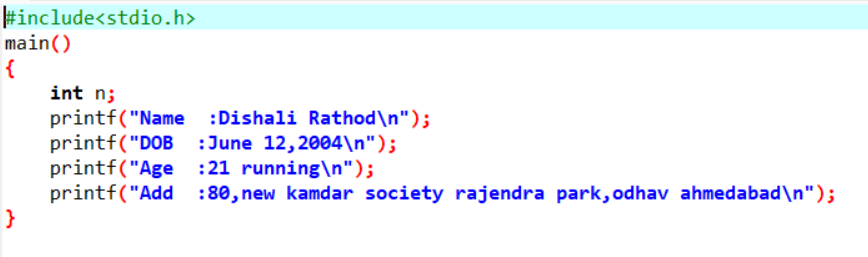 #include<stdio.h>
main()
{
    int n;
    printf("Name  :Dishali Rathod\n");
    printf("DOB  :June 12,2004\n");
    printf("Age  :21 running\n");
    printf("Add  :80,new kamdar society rajendra park,odhav ahmedabad\n");
}